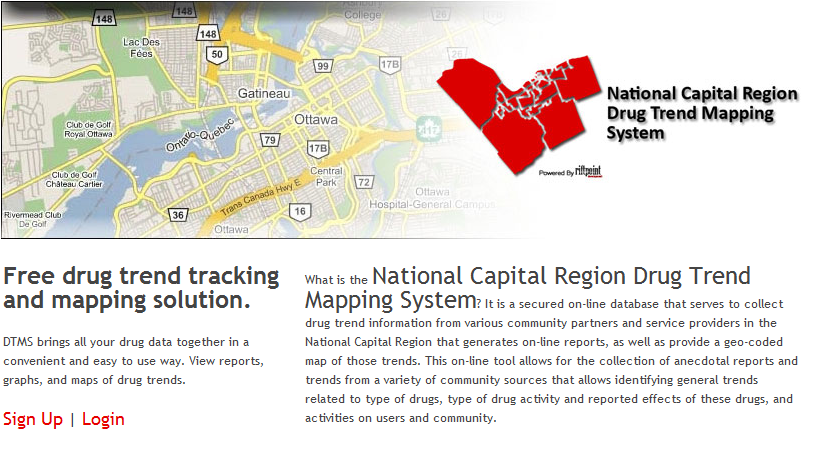 Ashbury
College
148
148
148
Lac Des
Fées
50
26
17B
99
Gatineau
Club de Golf
Royal Ottawa
Ontario-Quebec
Ottawa
417
79
17B
Club de Golf
Château Cartier
Central
Park
72
Ottawa
Hospital-General Campus
Trans Canada Hwy E
Rivermead Club
De Golf
36
16
Ottawa
26
National Capital Region
Drug Trend Mapping
System
Powered By riftpoint
Free drug trend tracking
and mapping solution.
DTMS brings all your drug data together in a
convenient and easy to use way. View reports,
graphs, and maps of drug trends.
Sign Up | Login
What is the National Capital Region Drug Trend
Mapping System? It is a secured on-line database that serves to collect
drug trend information from various community partners and service providers in the
National Capital Region that generates on-line reports, as well as provide a geo-coded
map of those trends. This on-line tool allows for the collection of anecdotal reports and
trends from a variety of community sources that allows identifying general trends
related to type of drugs, type of drug activity and reported effects of these drugs, and
activities on users and community.